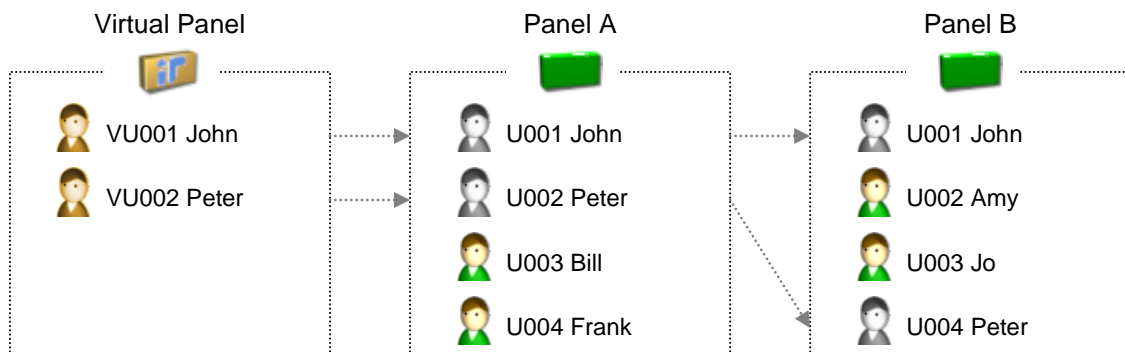 Virtual Panel
Panel A
Panel B
VU001 John
U001 John
U001 John
VU002 Peter
U002 Peter
U002 Amy
U003 Bill
U003 Jo
U004 Frank
U004 Peter